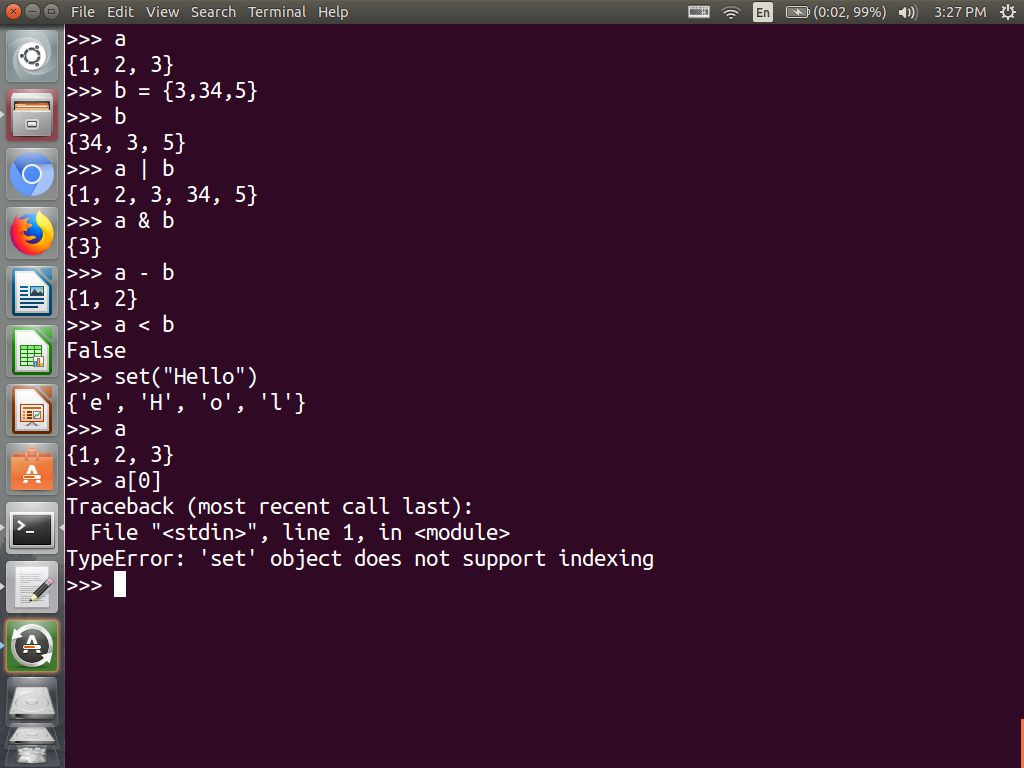 File Edit View Search Terminal Help En (0:02, 99%) 3:27 PM
>>> a
{1, 2, 3}
>>> b = {3,34,5}
>>> b
{34, 3, 5}
>>> a | b
{1, 2, 3, 34, 5}
>>> a & b
{3}
>>> a - b
{1, 2}
>>> a < b
False
>>> set("Hello")
{'e', 'H', 'o', 'l'}
>>> a
{1, 2, 3}
>>> a[0]
Traceback (most recent call last):
  File "<stdin>", line 1, in <module>
TypeError: 'set' object does not support indexing
>>>